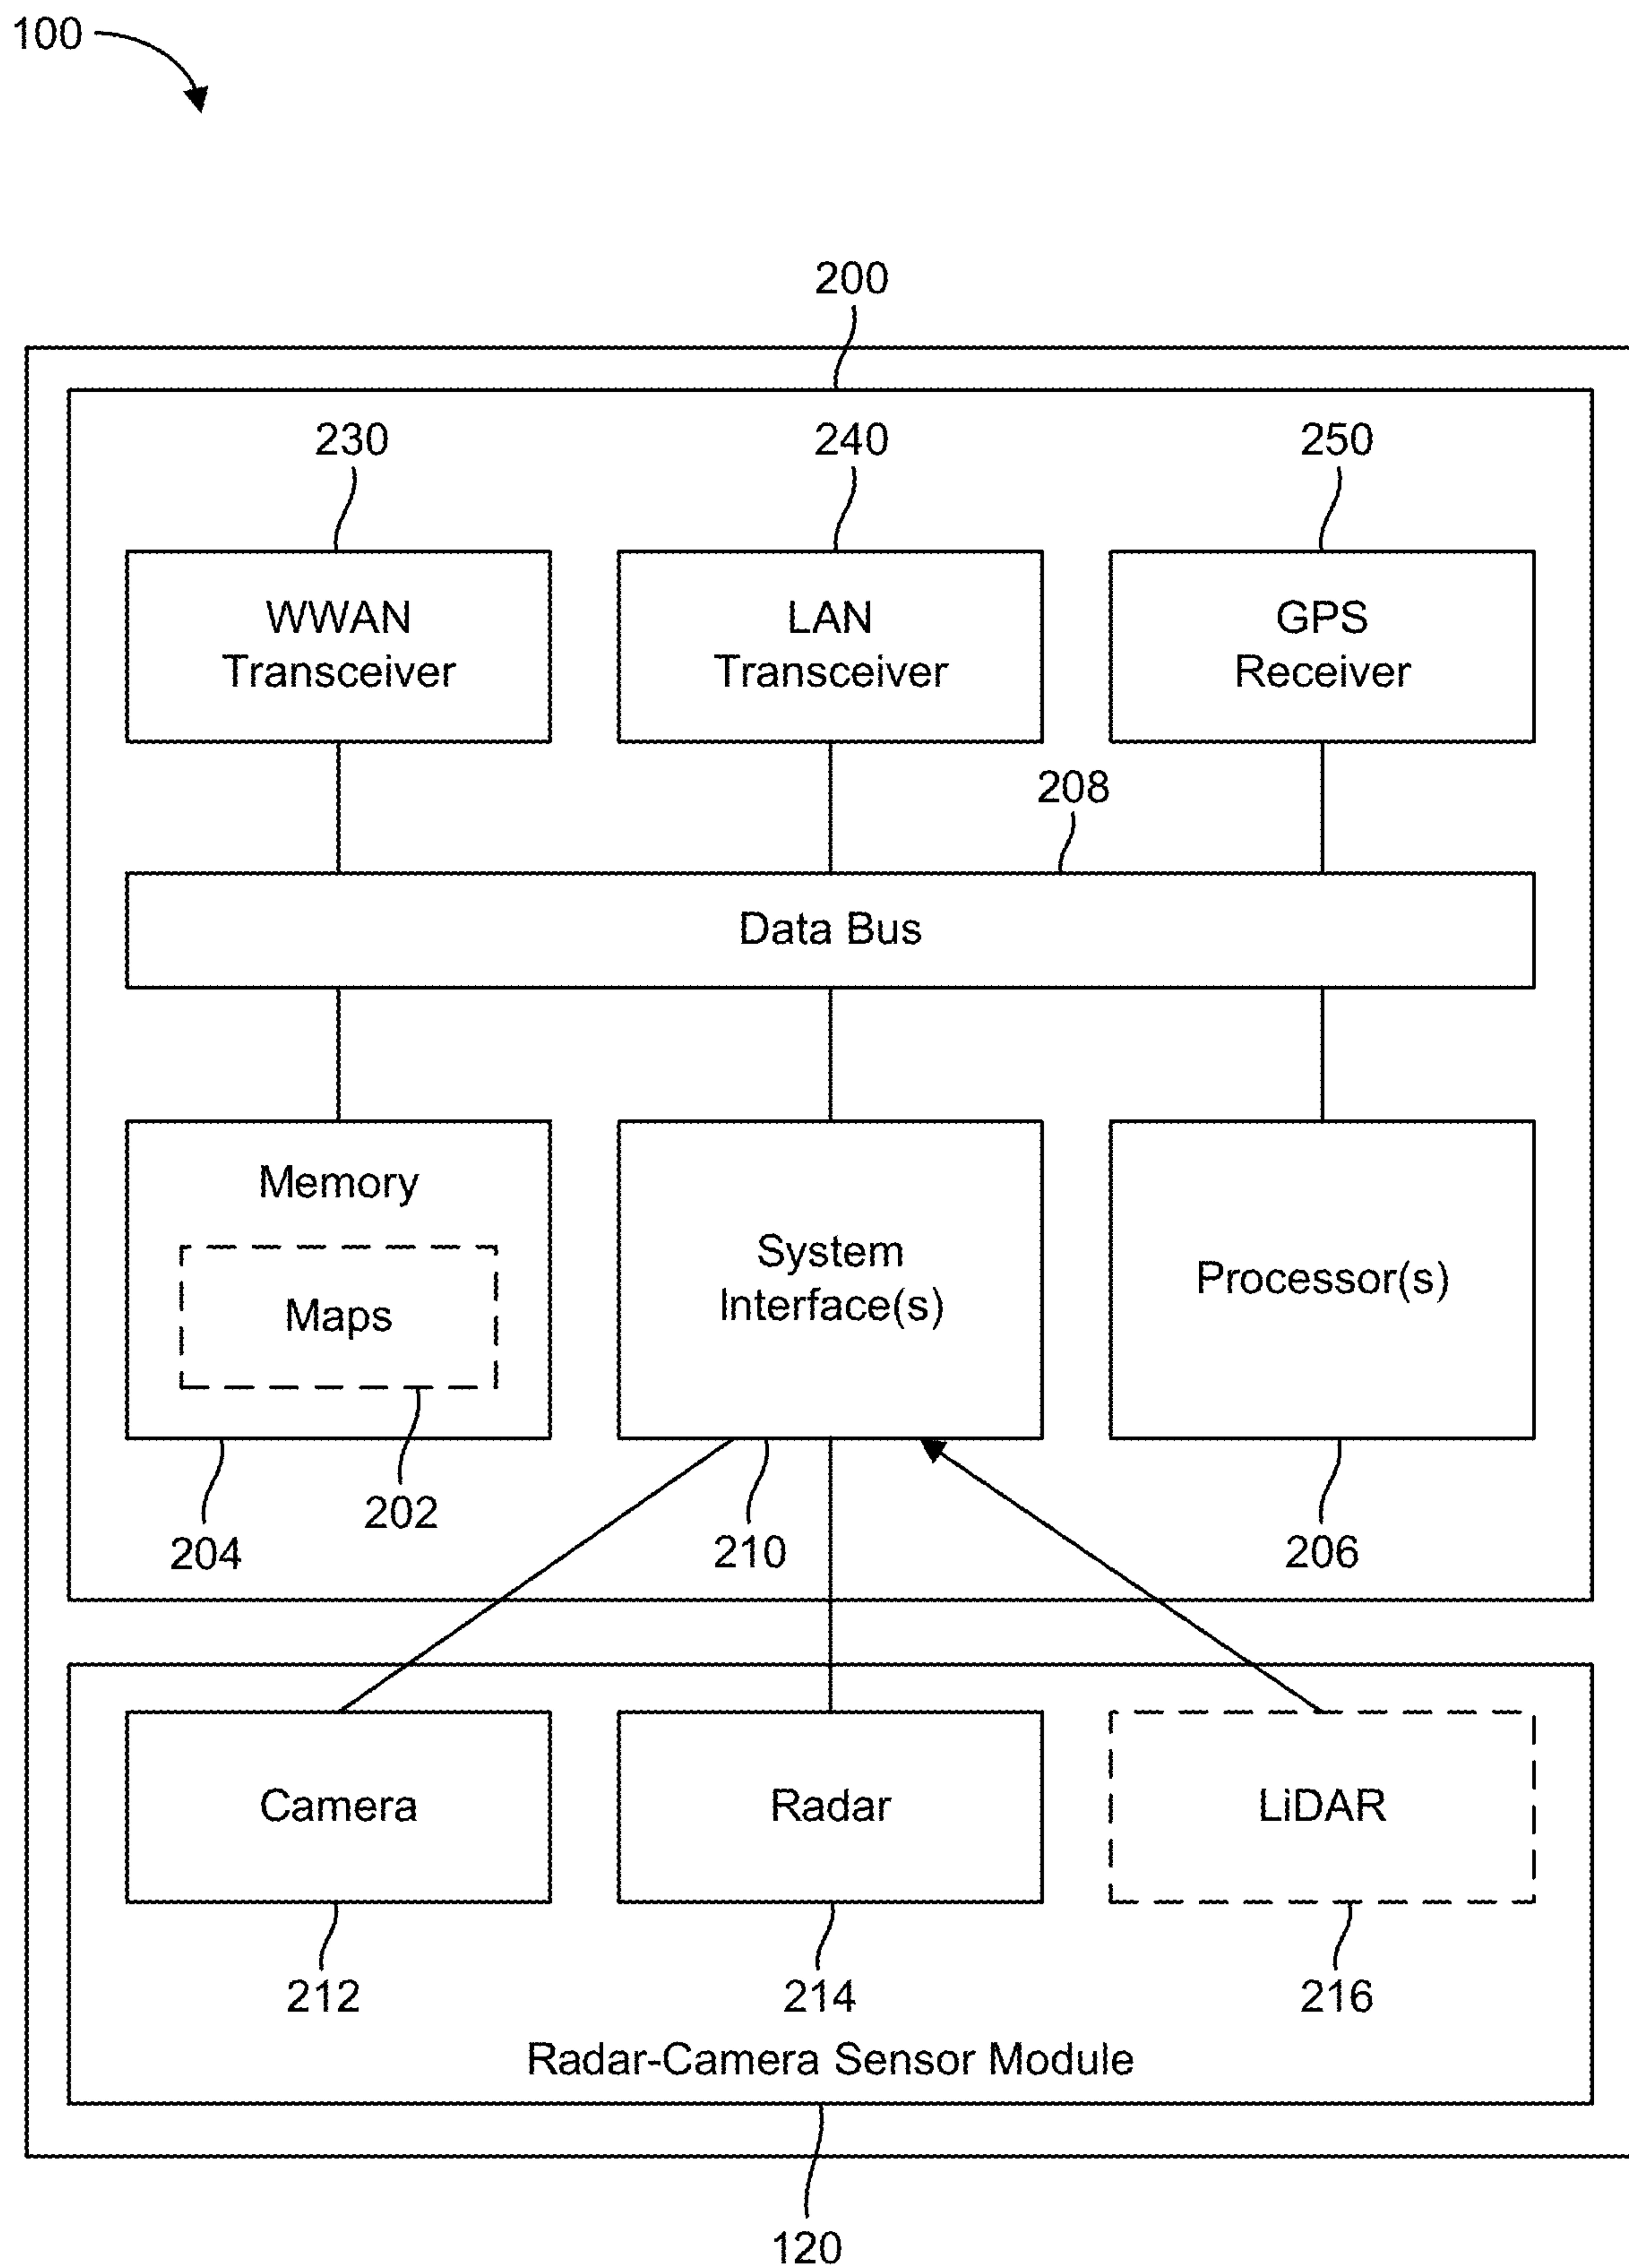 100
200
230
240
250
WWAN
Transceiver
LAN
Transceiver
GPS
Receiver
208
Data Bus
Memory
Maps
System
Interface(s)
Processor(s)
202
204
210
206
Camera
Radar
LiDAR
212
214
216
Radar-Camera Sensor Module
120